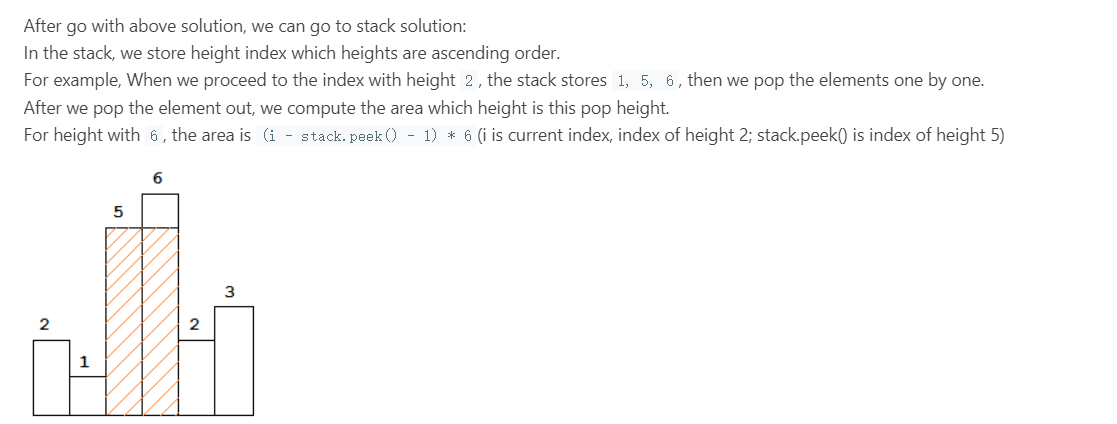 After go with above solution, we can go to stack solution:
In the stack, we store height index which heights are ascending order.
For example, When we proceed to the index with height 2, the stack stores 1, 5, 6, then we pop the elements one by one.
After we pop the element out, we compute the area which height is this pop height.
For height with 6, the area is (i - stack.peek() - 1) * 6 (i is current index, index of height 2; stack.peek() is index of height 5)
6
5
3
2
2
1